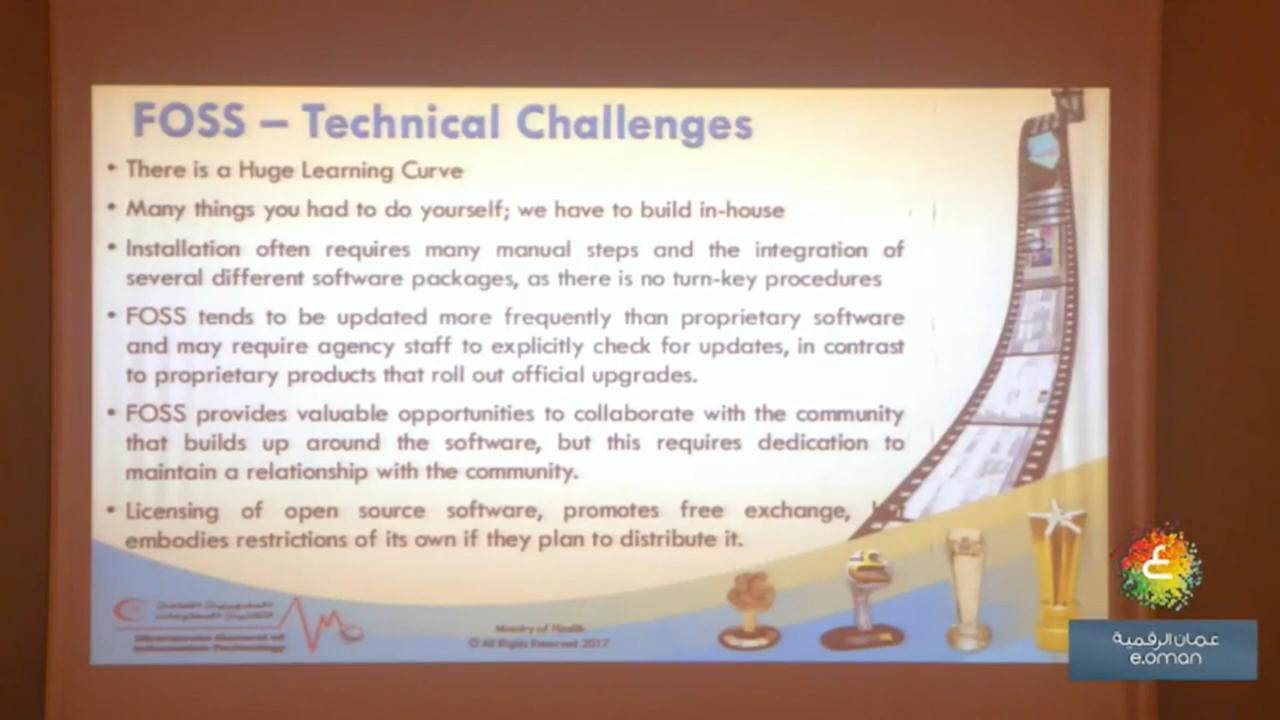 FOSS – Technical Challenges
• There is a Huge Learning Curve
• Many things you had to do yourself; we have to build in-house
• Installation often requires many manual steps and the integration of
several different software packages, as there is no turn-key procedures
• FOSS tends to be updated more frequently than proprietary software
and may require agency staff to explicitly check for updates, in contrast
to proprietary products that roll out official upgrades.
• FOSS provides valuable opportunities to collaborate with the community
that builds up around the software, but this requires dedication to
maintain a relationship with the community.
• Licensing of open source software, promotes free exchange,
embodies restrictions of its own if they plan to distribute it.
Directorate General of
Information Technology
Ministry of Health
© All Rights Reserved 2017
ع
عمان الرقمية
e.oman